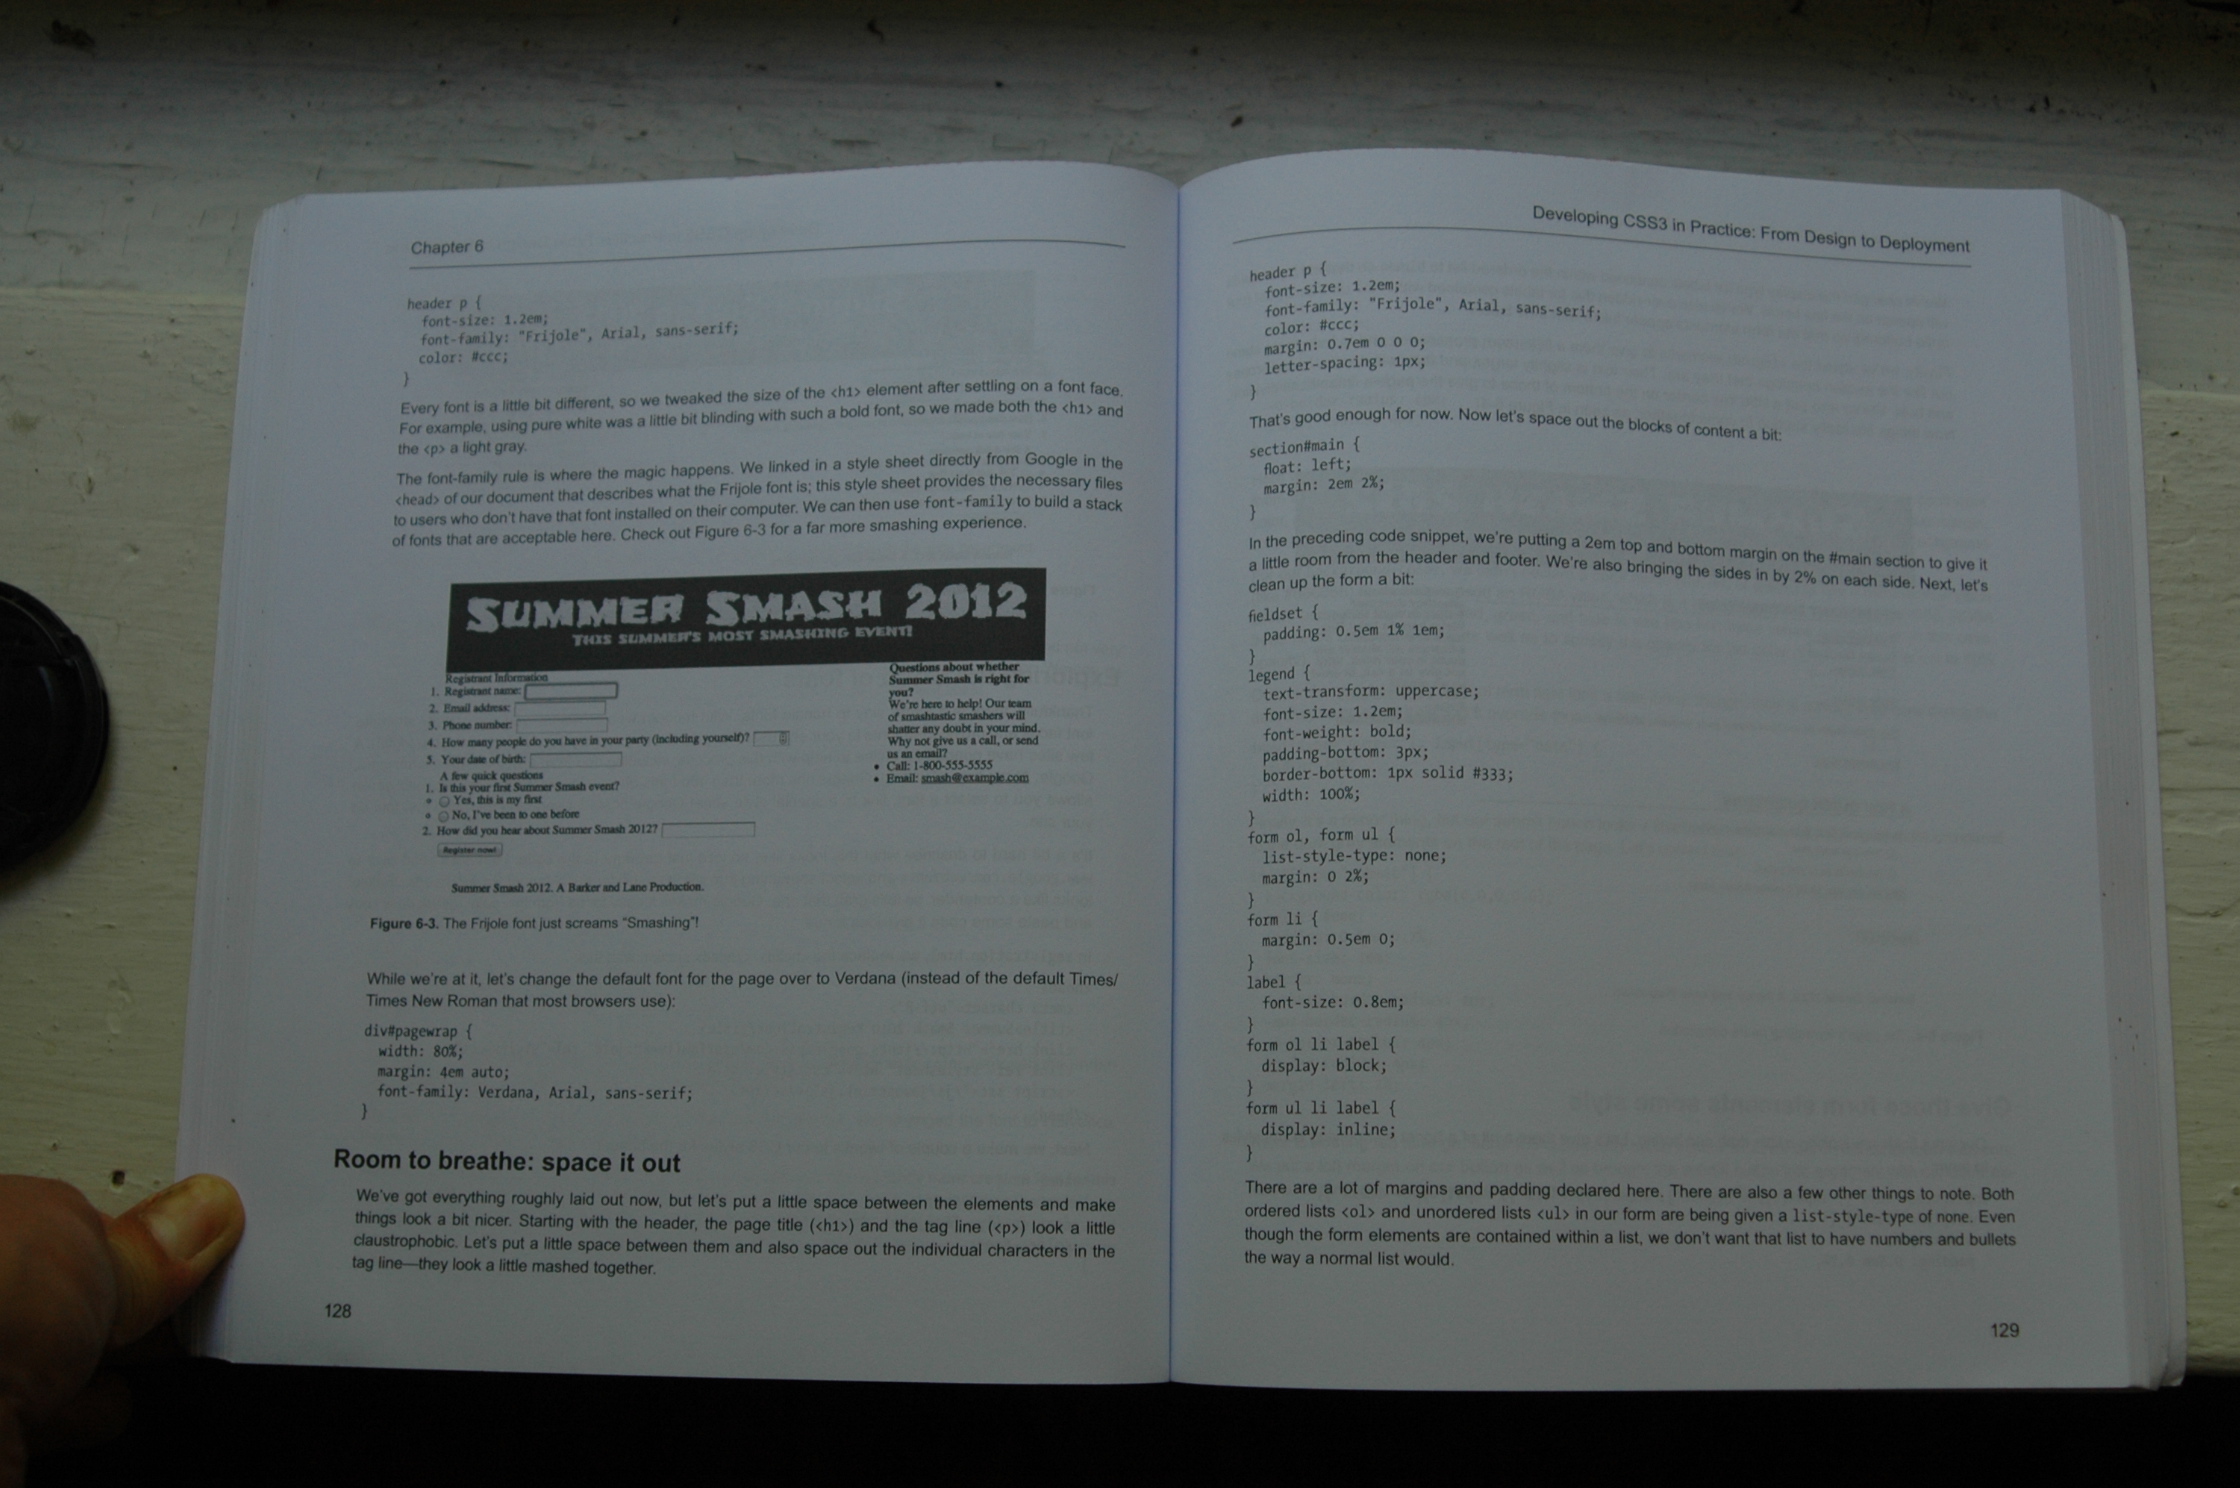 Chapter 6
header p {
font-size: 1.2em;
font-family: "Frijole", Arial, sans-serif;
color: #ccc;
}
Every font is a little bit different, so we tweaked the size of the <h1> element after settling on a font face.
For example, using pure white was a little bit blinding with such a bold font, so we made both the <h1> and
the <p> a light gray.
The font-family rule is where the magic happens. We linked in a style sheet directly from Google in the
<head> of our document that describes what the Frijole font is; this style sheet provides the necessary files
to users who don't have that font installed on their computer. We can then use font-family to build a stack
of fonts that are acceptable here. Check out Figure 6-3 for a far more smashing experience.
SUMMER SMASH 2012
THIS SUMMER'S MOST SMASHING EVENT!
Registrant Information
1. Registrant name:
2. Email address:
3. Phone number:
4. How many people do you have in your party (including yourself)?
5. Your date of birth:
A few quick questions
1. Is this your first Summer Smash event?
Yes, this is my first
No, I've been to one before
2. How did you hear about Summer Smash 2012?
Register now!
Questions about whether
Summer Smash is right for
you?
We're here to help! Our team
of smashtastic smashers will
shatter any doubt in your mind.
Why not give us a call, or send
us an email?
• Call: 1-800-555-5555
• Email: smash@example.com
Summer Smash 2012. A Barker and Lane Production.
Figure 6-3. The Frijole font just screams "Smashing"!
While we're at it, let's change the default font for the page over to Verdana (instead of the default Times/
Times New Roman that most browsers use):
div#pagewrap {
width: 80%;
margin: 4em auto;
font-family: Verdana, Arial, sans-serif;
}
Room to breathe: space it out
We've got everything roughly laid out now, but let's put a little space between the elements and make
things look a bit nicer. Starting with the header, the page title (<h1>) and the tag line (<p>) look a little
claustrophobic. Let's put a little space between them and also space out the individual characters in the
tag line—they look a little mashed together.
128
Developing CSS3 in Practice: From Design to Deployment
header p {
font-size: 1.2em;
font-family: "Frijole", Arial, sans-serif;
color: #ccc;
margin: 0.7em 0 0 0;
letter-spacing: 1px;
}
That's good enough for now. Now let's space out the blocks of content a bit:
section#main {
float: left;
margin: 2em 2%;
}
In the preceding code snippet, we're putting a 2em top and bottom margin on the #main section to give it
a little room from the header and footer. We're also bringing the sides in by 2% on each side. Next, let's
clean up the form a bit:
fieldset {
padding: 0.5em 1% 1em;
}
legend {
text-transform: uppercase;
font-size: 1.2em;
font-weight: bold;
padding-bottom: 3px;
border-bottom: 1px solid #333;
width: 100%;
}
form ol, form ul {
list-style-type: none;
margin: 0 2%;
}
form li {
margin: 0.5em 0;
}
label {
font-size: 0.8em;
}
form ol li label {
display: block;
}
form ul li label {
display: inline;
}
There are a lot of margins and padding declared here. There are also a few other things to note. Both
ordered lists <ol> and unordered lists <ul> in our form are being given a list-style-type of none. Even
though the form elements are contained within a list, we don't want that list to have numbers and bullets
the way a normal list would.
129